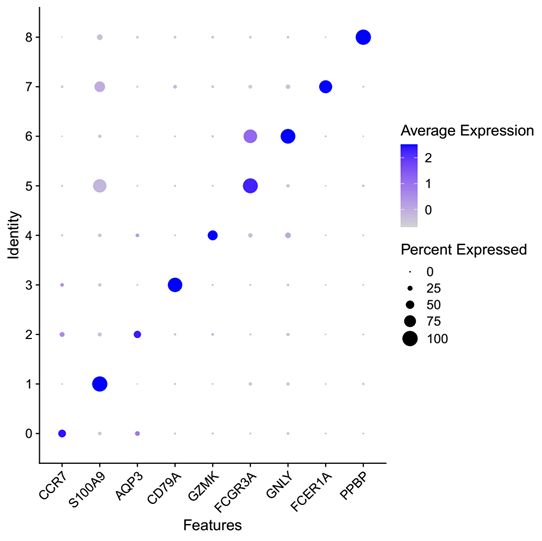 8
7
6
5
4
3
2
1
0
Identity
CCR7
S100A9
AQP3
CD79A
GZMK
FCGR3A
GNLY
FCER1A
PPBP
Features
Average Expression
2
1
0
Percent Expressed
0
25
50
75
100